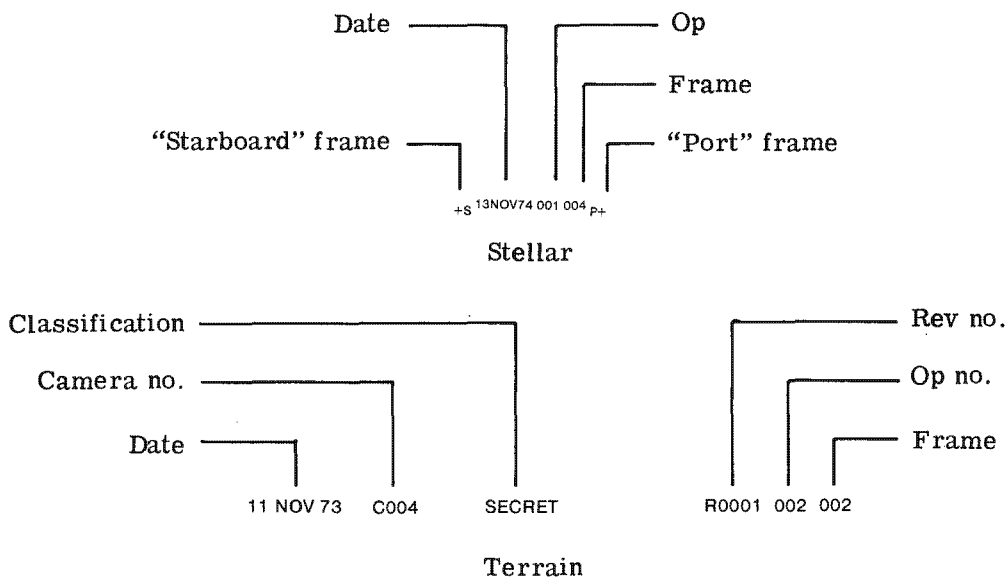 Date Op
Frame
“Starboard” frame “Port” frame
+S 13NOV74 001 004 P+
Stellar
Classification Rev no.
Camera no. Op no.
Date Frame
11 NOV 73 C004 SECRET R0001 002 002
Terrain